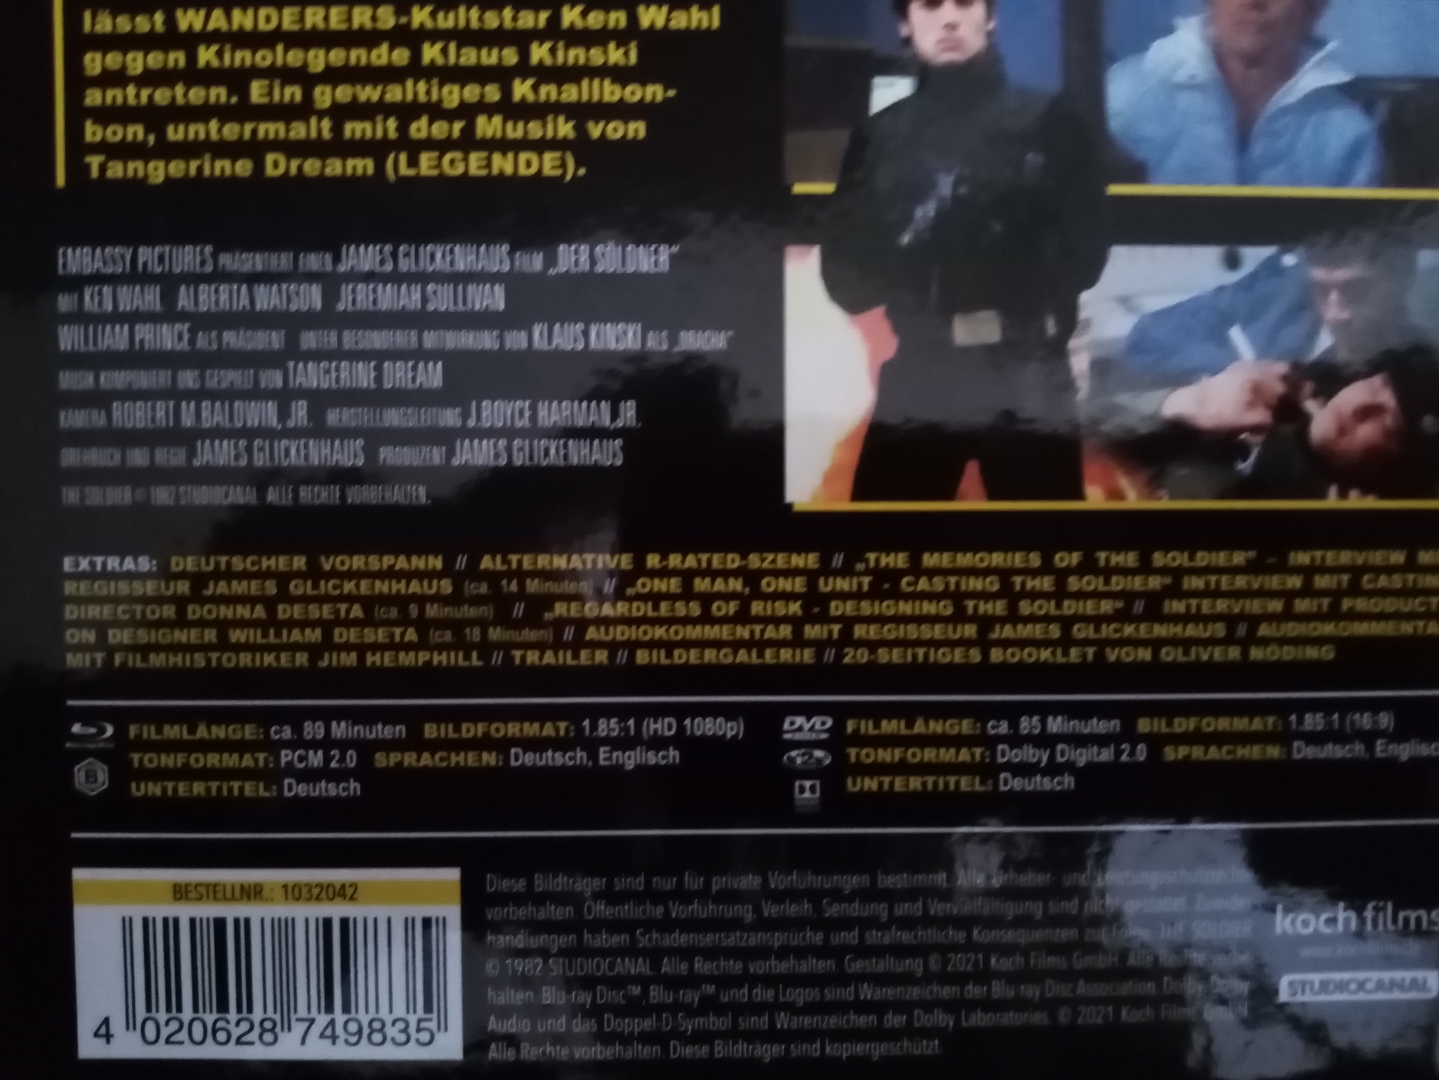 lässt WANDERERS-Kultstar Ken Wahl
gegen Kinolegende Klaus Kinski
antreten. Ein gewaltiges Knallbon-
bon, untermalt mit der Musik von
Tangerine Dream (LEGENDE).
EMBASSY PICTURES PRÄSENTIERT EINEN JAMES GLICKENHAUS FILM „DER SÖLDNER“
MIT KEN WAHL ALBERTA WATSON JEREMIAH SULLIVAN
WILLIAM PRINCE ALS PRÄSIDENT UNTER BESONDERER MITWIRKUNG VON KLAUS KINSKI ALS „DRACHA“
MUSIK KOMPONIERT UND GESPIELT VON TANGERINE DREAM
KAMERA ROBERT M. BALDWIN, JR. HERSTELLUNGSLEITUNG J. BOYCE HARMAN, JR.
DREHBUCH UND REGIE JAMES GLICKENHAUS PRODUZENT JAMES GLICKENHAUS
THE SOLDIER © 1982 STUDIOCANAL ALLE RECHTE VORBEHALTEN.
EXTRAS: DEUTSCHER VORSPANN // ALTERNATIVE R-RATED-SZENE // „THE MEMORIES OF THE SOLDIER“ - INTERVIEW M
REGISSEUR JAMES GLICKENHAUS (ca. 14 Minuten) // „ONE MAN, ONE UNIT - CASTING THE SOLDIER“ INTERVIEW MIT CASTIN
DIRECTOR DONNA DESETA (ca. 9 Minuten) // „REGARDLESS OF RISK - DESIGNING THE SOLDIER“ // INTERVIEW MIT PRODUCT
ON DESIGNER WILLIAM DESETA (ca. 18 Minuten) // AUDIOKOMMENTAR MIT REGISSEUR JAMES GLICKENHAUS // AUDIOKOMMENTA
MIT FILMHISTORIKER JIM HEMPHILL // TRAILER // BILDERGALERIE // 20-SEITIGES BOOKLET VON OLIVER NÖDING
FILMLÄNGE: ca. 89 Minuten BILDFORMAT: 1.85:1 (HD 1080p)
TONFORMAT: PCM 2.0 SPRACHEN: Deutsch, Englisch
B
UNTERTITEL: Deutsch
DVD FILMLÄNGE: ca. 85 Minuten BILDFORMAT: 1.85:1 (16:9)
2 TONFORMAT: Dolby Digital 2.0 SPRACHEN: Deutsch, Englisc
UNTERTITEL: Deutsch
BESTELLNR.: 1032042
4 020628 749835
Diese Bildträger sind nur für private Vorführungen bestimmt. Alle Urheber- und Leistungsschutzrechte
vorbehalten. Öffentliche Vorführung, Verleih, Sendung und Vervielfältigung sind nicht gestattet. Zuwider-
handlungen haben Schadensersatzansprüche und strafrechtliche Konsequenzen zur Folge. THE SOLDIER
© 1982 STUDIOCANAL. Alle Rechte vorbehalten. Gestaltung © 2021 Koch Films GmbH. Alle Rechte vorbe-
halten. Blu-ray Disc™, Blu-ray™ und die Logos sind Warenzeichen der Blu-ray Disc Association. Dolby, Dolby
Audio und das Doppel-D-Symbol sind Warenzeichen der Dolby Laboratories. © 2021 Koch Films GmbH.
Alle Rechte vorbehalten. Diese Bildträger sind kopiergeschützt.
koch films
STUDIOCANAL